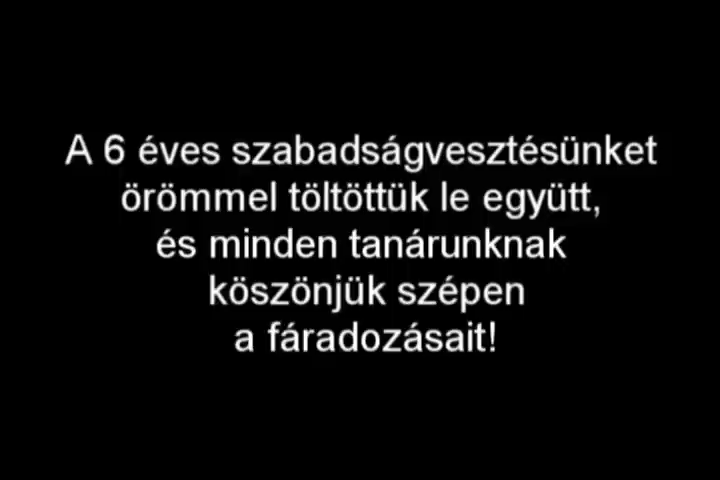 A 6 éves szabadságvesztésünket
örömmel töltöttük le együtt,
és minden tanárunknak
köszönjük szépen
a fáradozásait!